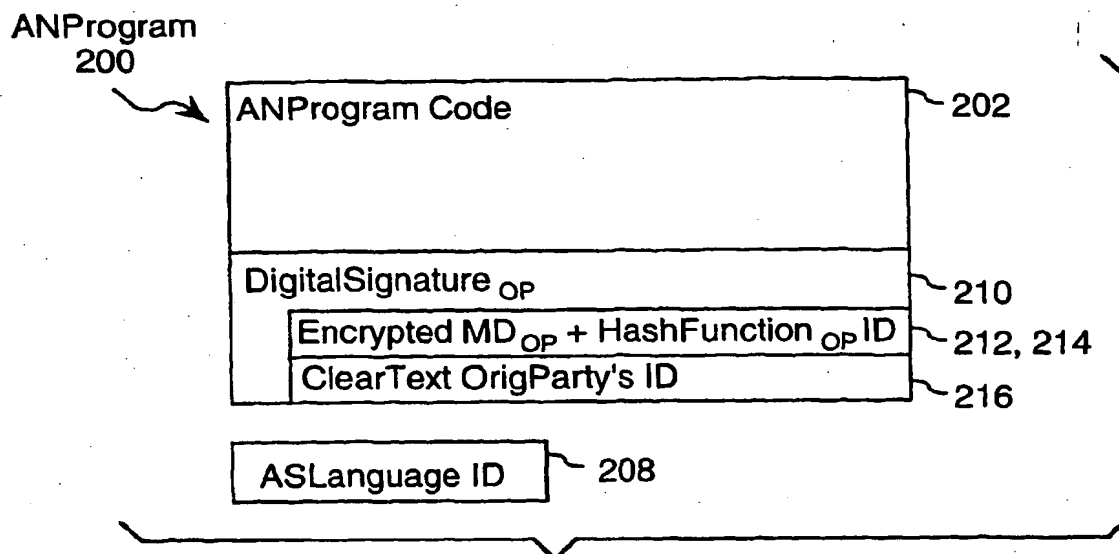 ANProgram
200
ANProgram Code
202
DigitalSignature OP
210
Encrypted MD OP + HashFunction OP ID
212, 214
ClearText OrigParty's ID
216
ASLanguage ID
208